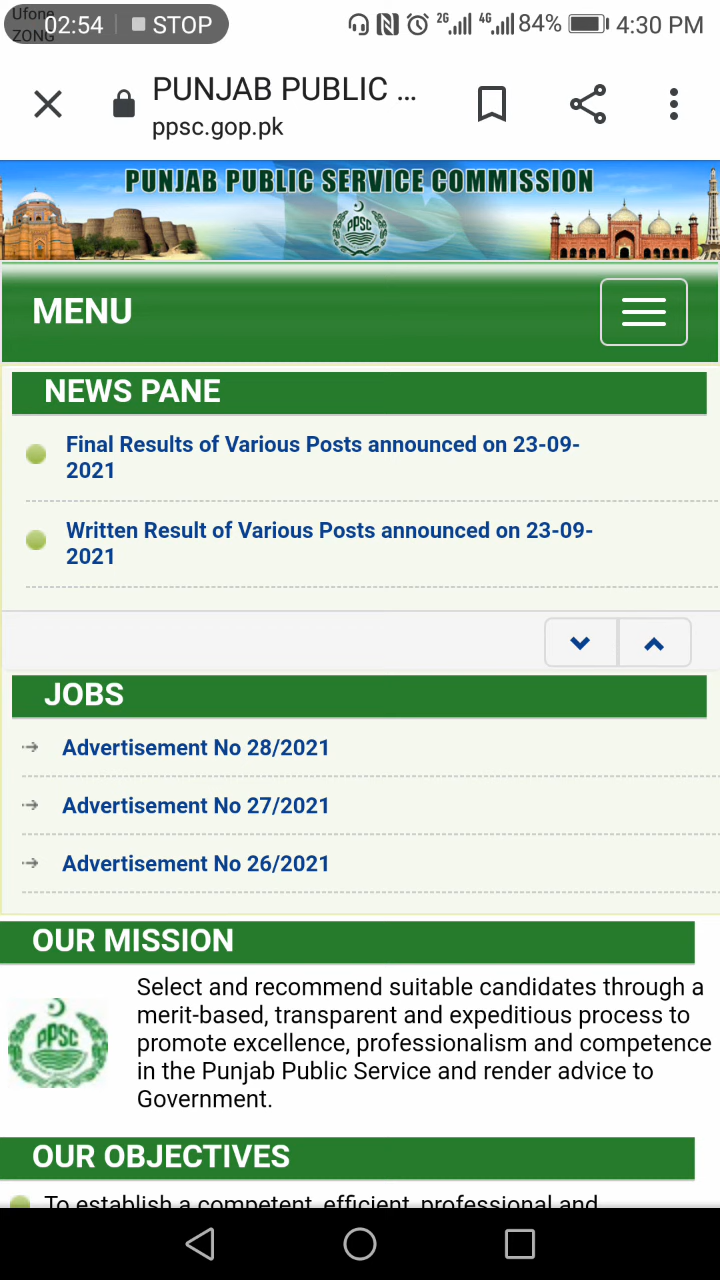 Ufone
ZONG
02:54 STOP
2G 4G 84% 4:30 PM
PUNJAB PUBLIC ...
ppsc.gop.pk
PUNJAB PUBLIC SERVICE COMMISSION
PPSC
MENU
NEWS PANE
Final Results of Various Posts announced on 23-09-
2021
Written Result of Various Posts announced on 23-09-
2021
JOBS
Advertisement No 28/2021
Advertisement No 27/2021
Advertisement No 26/2021
OUR MISSION
PPSC
Select and recommend suitable candidates through a
merit-based, transparent and expeditious process to
promote excellence, professionalism and competence
in the Punjab Public Service and render advice to
Government.
OUR OBJECTIVES
To establish a competent, efficient, professional and